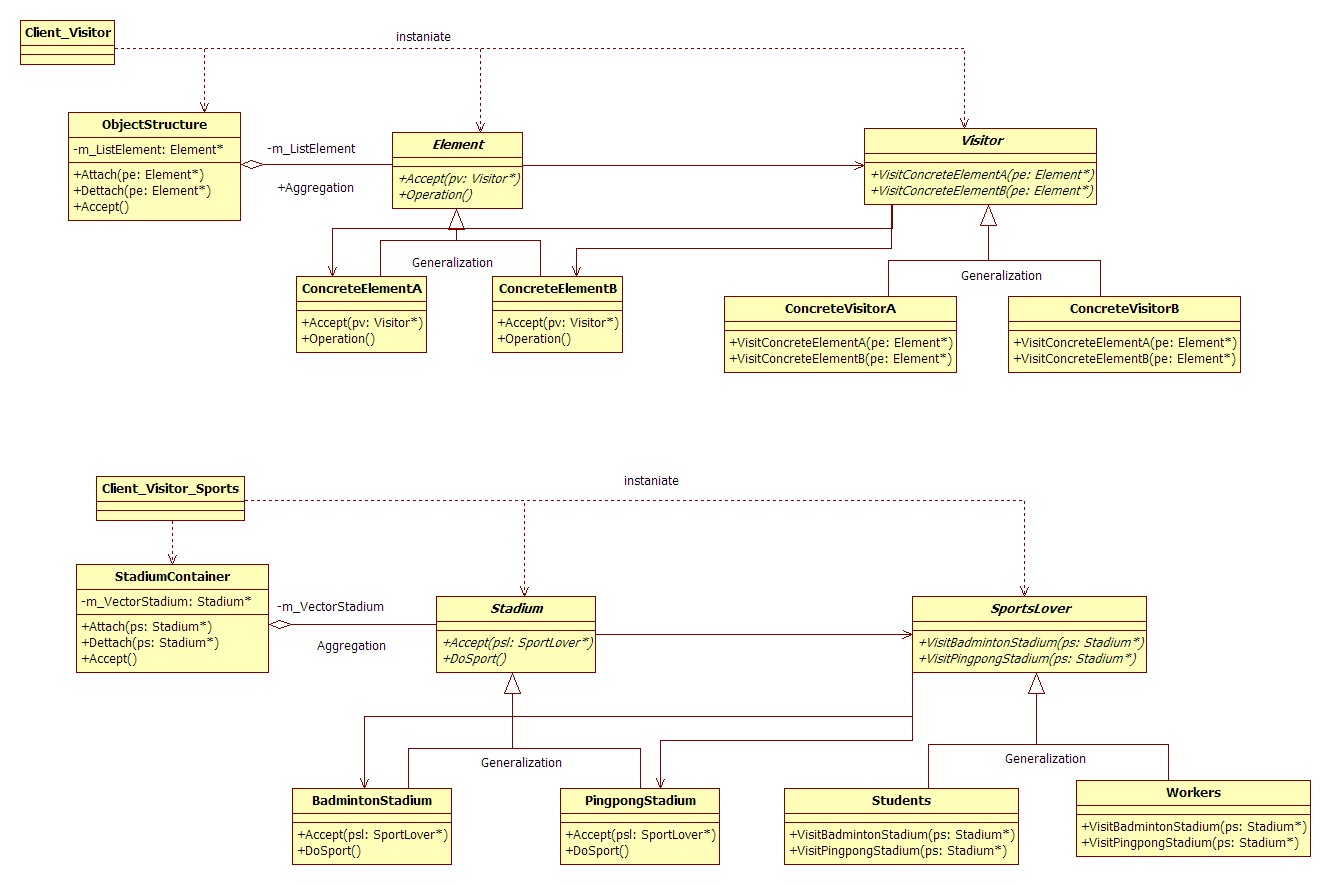 Client_Visitor
instaniate
ObjectStructure
-m_ListElement: Element*
+Attach(pe: Element*)
+Dettach(pe: Element*)
+Accept()
-m_ListElement
+Aggregation
Element
+Accept(pv: Visitor*)
+Operation()
Visitor
+VisitConcreteElementA(pe: Element*)
+VisitConcreteElementB(pe: Element*)
Generalization
Generalization
ConcreteElementA
+Accept(pv: Visitor*)
+Operation()
ConcreteElementB
+Accept(pv: Visitor*)
+Operation()
ConcreteVisitorA
+VisitConcreteElementA(pe: Element*)
+VisitConcreteElementB(pe: Element*)
ConcreteVisitorB
+VisitConcreteElementA(pe: Element*)
+VisitConcreteElementB(pe: Element*)
Client_Visitor_Sports
instaniate
StadiumContainer
-m_VectorStadium: Stadium*
+Attach(ps: Stadium*)
+Dettach(ps: Stadium*)
+Accept()
-m_VectorStadium
Aggregation
Stadium
+Accept(psl: SportLover*)
+DoSport()
SportsLover
+VisitBadmintonStadium(ps: Stadium*)
+VisitPingpongStadium(ps: Stadium*)
Generalization
Generalization
BadmintonStadium
+Accept(psl: SportLover*)
+DoSport()
PingpongStadium
+Accept(psl: SportLover*)
+DoSport()
Students
+VisitBadmintonStadium(ps: Stadium*)
+VisitPingpongStadium(ps: Stadium*)
Workers
+VisitBadmintonStadium(ps: Stadium*)
+VisitPingpongStadium(ps: Stadium*)